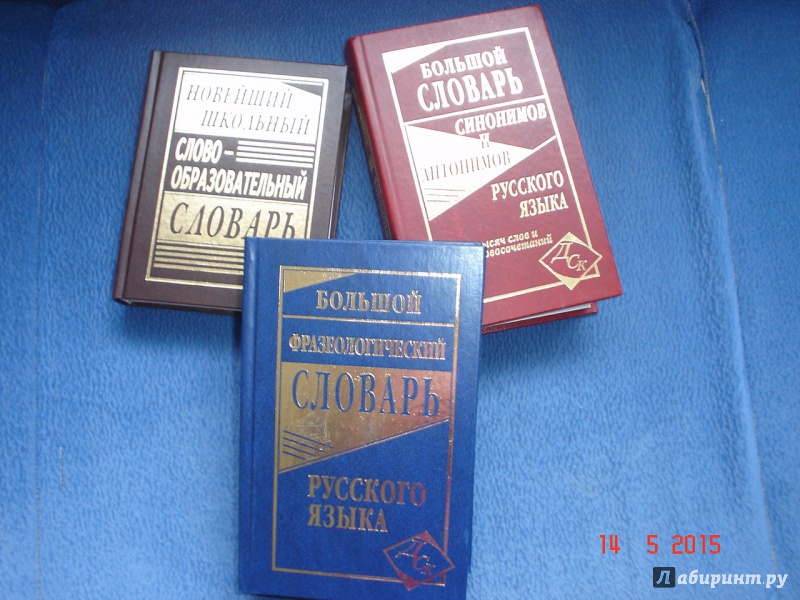 НОВЕЙШИЙ
ШКОЛЬНЫЙ
СЛОВО-
ОБРАЗОВАТЕЛЬНЫЙ
СЛОВАРЬ
БОЛЬШОЙ
СЛОВАРЬ
СИНОНИМОВ
И
АНТОНИМОВ
РУССКОГО
ЯЗЫКА
слов и
ДСК
БОЛЬШОЙ
ФРАЗЕОЛОГИЧЕСКИЙ
СЛОВАРЬ
РУССКОГО
ЯЗЫКА
ДСК
14 5 2015
Лабиринт.ру